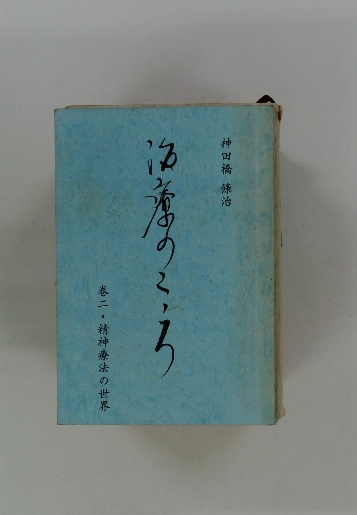 神田橋 條治
治療のこゝろ
巻二・精神療法の世界